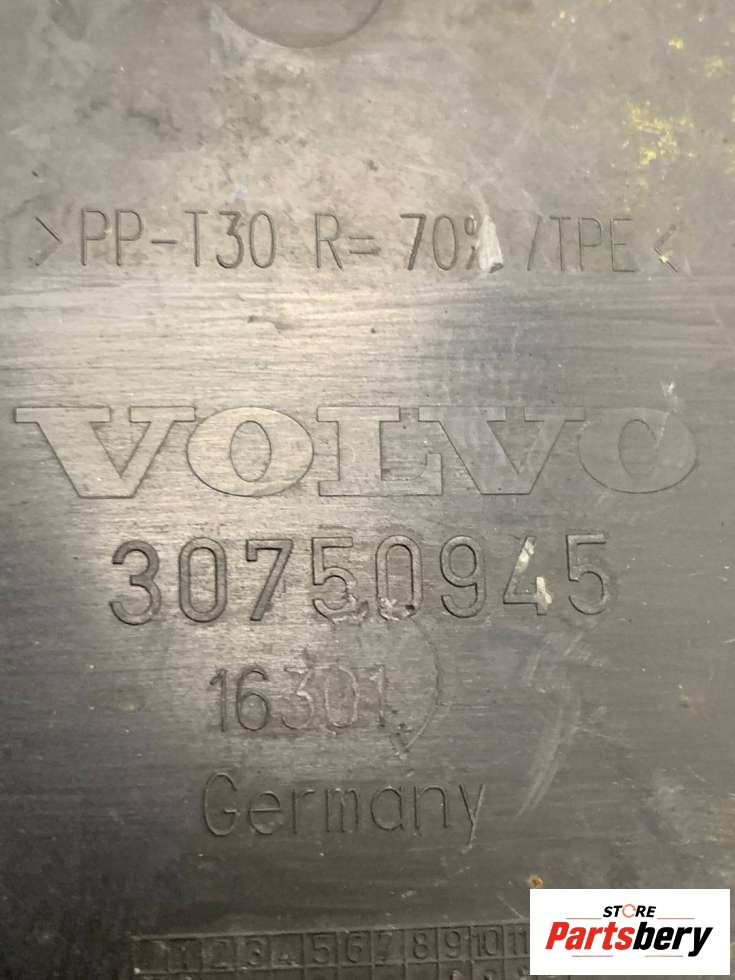 >PP-T30 R= 70% /TPE<
VOLVO
30750945
16301
Germany
1 2 3 4 5 6 7 8 9 10 11
STORE
Partsbery